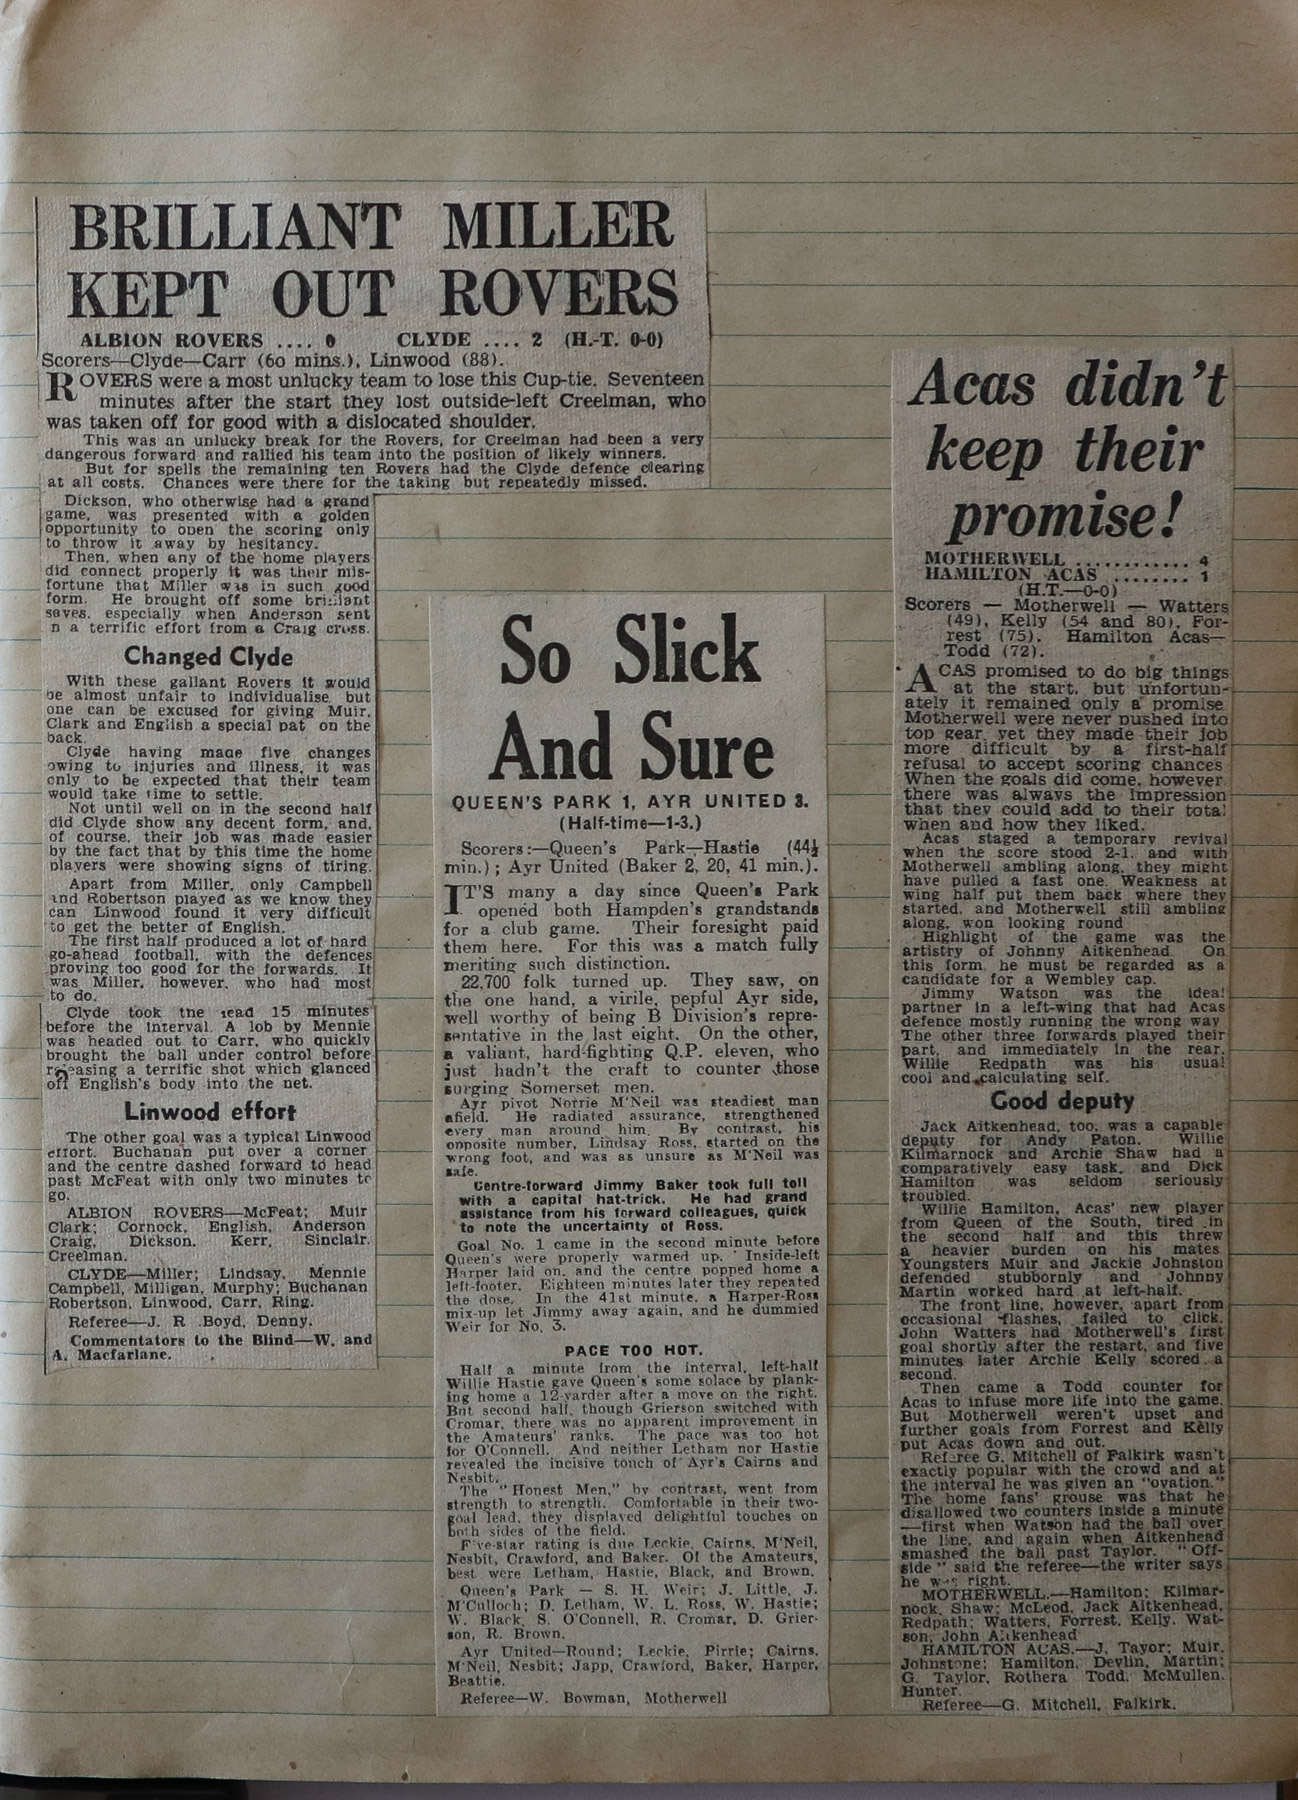 BRILLIANT MILLER
KEPT OUT ROVERS
ALBION ROVERS .... 0 CLYDE .... 2 (H.-T. 0-0)
Scorers—Clyde—Carr (60 mins.), Linwood (88).
ROVERS were a most unlucky team to lose this Cup-tie. Seventeen
minutes after the start they lost outside-left Creelman, who
was taken off for good with a dislocated shoulder.
This was an unlucky break for the Rovers, for Creelman had been a very
dangerous forward and rallied his team into the position of likely winners.
But for spells the remaining ten Rovers had the Clyde defence clearing
at all costs. Chances were there for the taking but repeatedly missed.
Dickson, who otherwise had a grand
game, was presented with a golden
opportunity to open the scoring only
to throw it away by hesitancy.
Then, when any of the home players
did connect properly it was their mis-
fortune that Miller was in such good
form. He brought off some brilliant
saves, especially when Anderson sent
n a terrific effort from a Craig cross.
Changed Clyde
With these gallant Rovers it would
be almost unfair to individualise but
one can be excused for giving Muir,
Clark and English a special pat on the
back.
Clyde having made five changes
owing to injuries and illness, it was
only to be expected that their team
would take time to settle.
Not until well on in the second half
did Clyde show any decent form, and,
of course, their job was made easier
by the fact that by this time the home
players were showing signs of tiring.
Apart from Miller, only Campbell
and Robertson played as we know they
can Linwood found it very difficult
to get the better of English.
The first half produced a lot of hard
go-ahead football, with the defences
proving too good for the forwards. It
was Miller, however, who had most
to do.
Clyde took the lead 15 minutes
before the interval. A lob by Mennie
was headed out to Carr, who quickly
brought the ball under control before
releasing a terrific shot which glanced
off English's body into the net.
Linwood effort
The other goal was a typical Linwood
effort. Buchanan put over a corner
and the centre dashed forward to head
past McFeat with only two minutes to
go.
ALBION ROVERS—McFeat; Muir
Clark; Cornock, English, Anderson
Craig, Dickson, Kerr, Sinclair.
Creelman.
CLYDE—Miller; Lindsay, Mennie
Campbell, Milligan, Murphy; Buchanan
Robertson, Linwood, Carr, Ring.
Referee—J. R. Boyd, Denny.
Commentators to the Blind—W. and
A. Macfarlane.
So Slick
And Sure
QUEEN'S PARK 1, AYR UNITED 3.
(Half-time—1-3.)
Scorers:—Queen's Park—Hastie (44½
min.); Ayr United (Baker 2, 20, 41 min.).
IT'S many a day since Queen's Park
opened both Hampden's grandstands
for a club game. Their foresight paid
them here. For this was a match fully
meriting such distinction.
22,700 folk turned up. They saw, on
the one hand, a virile, pepful Ayr side,
well worthy of being B Division's repre-
sentative in the last eight. On the other,
a valiant, hard-fighting Q.P. eleven, who
just hadn't the craft to counter those
surging Somerset men.
Ayr pivot Norrie M'Neil was steadiest man
afield. He radiated assurance, strengthened
every man around him. By contrast, his
opposite number, Lindsay Ross, started on the
wrong foot, and was as unsure as M'Neil was
safe.
Centre-forward Jimmy Baker took full toll
with a capital hat-trick. He had grand
assistance from his forward colleagues, quick
to note the uncertainty of Ross.
Goal No. 1 came in the second minute before
Queen's were properly warmed up. Inside-left
Harper laid on, and the centre popped home a
left-footer. Eighteen minutes later they repeated
the dose. In the 41st minute, a Harper-Ross
mix-up let Jimmy away again, and he dummied
Weir for No. 3.
PACE TOO HOT.
Half a minute from the interval, left-half
Willie Hastie gave Queen's some solace by plank-
ing home a 12-yarder after a move on the right.
But second half, though Grierson switched with
Cromar, there was no apparent improvement in
the Amateurs' ranks. The pace was too hot
for O'Connell. And neither Letham nor Hastie
revealed the incisive touch of Ayr's Cairns and
Nesbit.
The "Honest Men," by contrast, went from
strength to strength. Comfortable in their two-
goal lead, they displayed delightful touches on
both sides of the field.
Five-star rating is due Leckie, Cairns, M'Neil,
Nesbit, Crawford, and Baker. Of the Amateurs,
best were Letham, Hastie, Black, and Brown.
Queen's Park — S. H. Weir; J. Little, J.
M'Culloch; D. Letham, W. L. Ross, W. Hastie;
W. Black, S. O'Connell, R. Cromar, D. Grier-
son, R. Brown.
Ayr United—Round; Leckie, Pirrie; Cairns,
M'Neil, Nesbit; Japp, Crawford, Baker, Harper,
Beattie.
Referee—W. Bowman, Motherwell
Acas didn't
keep their
promise!
MOTHERWELL ............ 4
HAMILTON ACAS ........ 1
(H.T.—0-0)
Scorers — Motherwell — Watters
(49), Kelly (54 and 80), For-
rest (75). Hamilton Acas—
Todd (72).
ACAS promised to do big things
at the start, but unfortun-
ately it remained only a promise
Motherwell were never pushed into
top gear, yet they made their job
more difficult by a first-half
refusal to accept scoring chances
When the goals did come, however
there was always the impression
that they could add to their total
when and how they liked.
Acas staged a temporary revival
when the score stood 2-1, and with
Motherwell ambling along, they might
have pulled a fast one. Weakness at
wing half put them back where they
started, and Motherwell still ambling
along, won looking round
Highlight of the game was the
artistry of Johnny Aitkenhead. On
this form, he must be regarded as a
candidate for a Wembley cap.
Jimmy Watson was the ideal
partner in a left-wing that had Acas
defence mostly running the wrong way
The other three forwards played their
part, and immediately in the rear,
Willie Redpath was his usual
cool and calculating self.
Good deputy
Jack Aitkenhead, too, was a capable
deputy for Andy Paton. Willie
Kilmarnock and Archie Shaw had a
comparatively easy task, and Dick
Hamilton was seldom seriously
troubled.
Willie Hamilton, Acas' new player
from Queen of the South, tired in
the second half and this threw
a heavier burden on his mates
Youngsters Muir and Jackie Johnston
defended stubbornly and Johnny
Martin worked hard at left-half.
The front line, however, apart from
occasional flashes, failed to click.
John Watters had Motherwell's first
goal shortly after the restart, and five
minutes later Archie Kelly scored a
second.
Then came a Todd counter for
Acas to infuse more life into the game.
But Motherwell weren't upset and
further goals from Forrest and Kelly
put Acas down and out.
Referee G. Mitchell of Falkirk wasn't
exactly popular with the crowd and at
the interval he was given an "ovation."
The home fans' grouse was that he
disallowed two counters inside a minute
—first when Watson had the ball over
the line, and again when Aitkenhead
smashed the ball past Taylor. "Off-
side" said the referee—the writer says
he was right.
MOTHERWELL.—Hamilton; Kilmar-
nock, Shaw; McLeod, Jack Aitkenhead,
Redpath; Watters, Forrest, Kelly, Wat-
son, John Aitkenhead
HAMILTON ACAS.—J. Tayor; Muir,
Johnstone; Hamilton, Devlin, Martin;
G. Taylor, Rothera Todd, McMullen,
Hunter.
Referee—G. Mitchell, Falkirk.